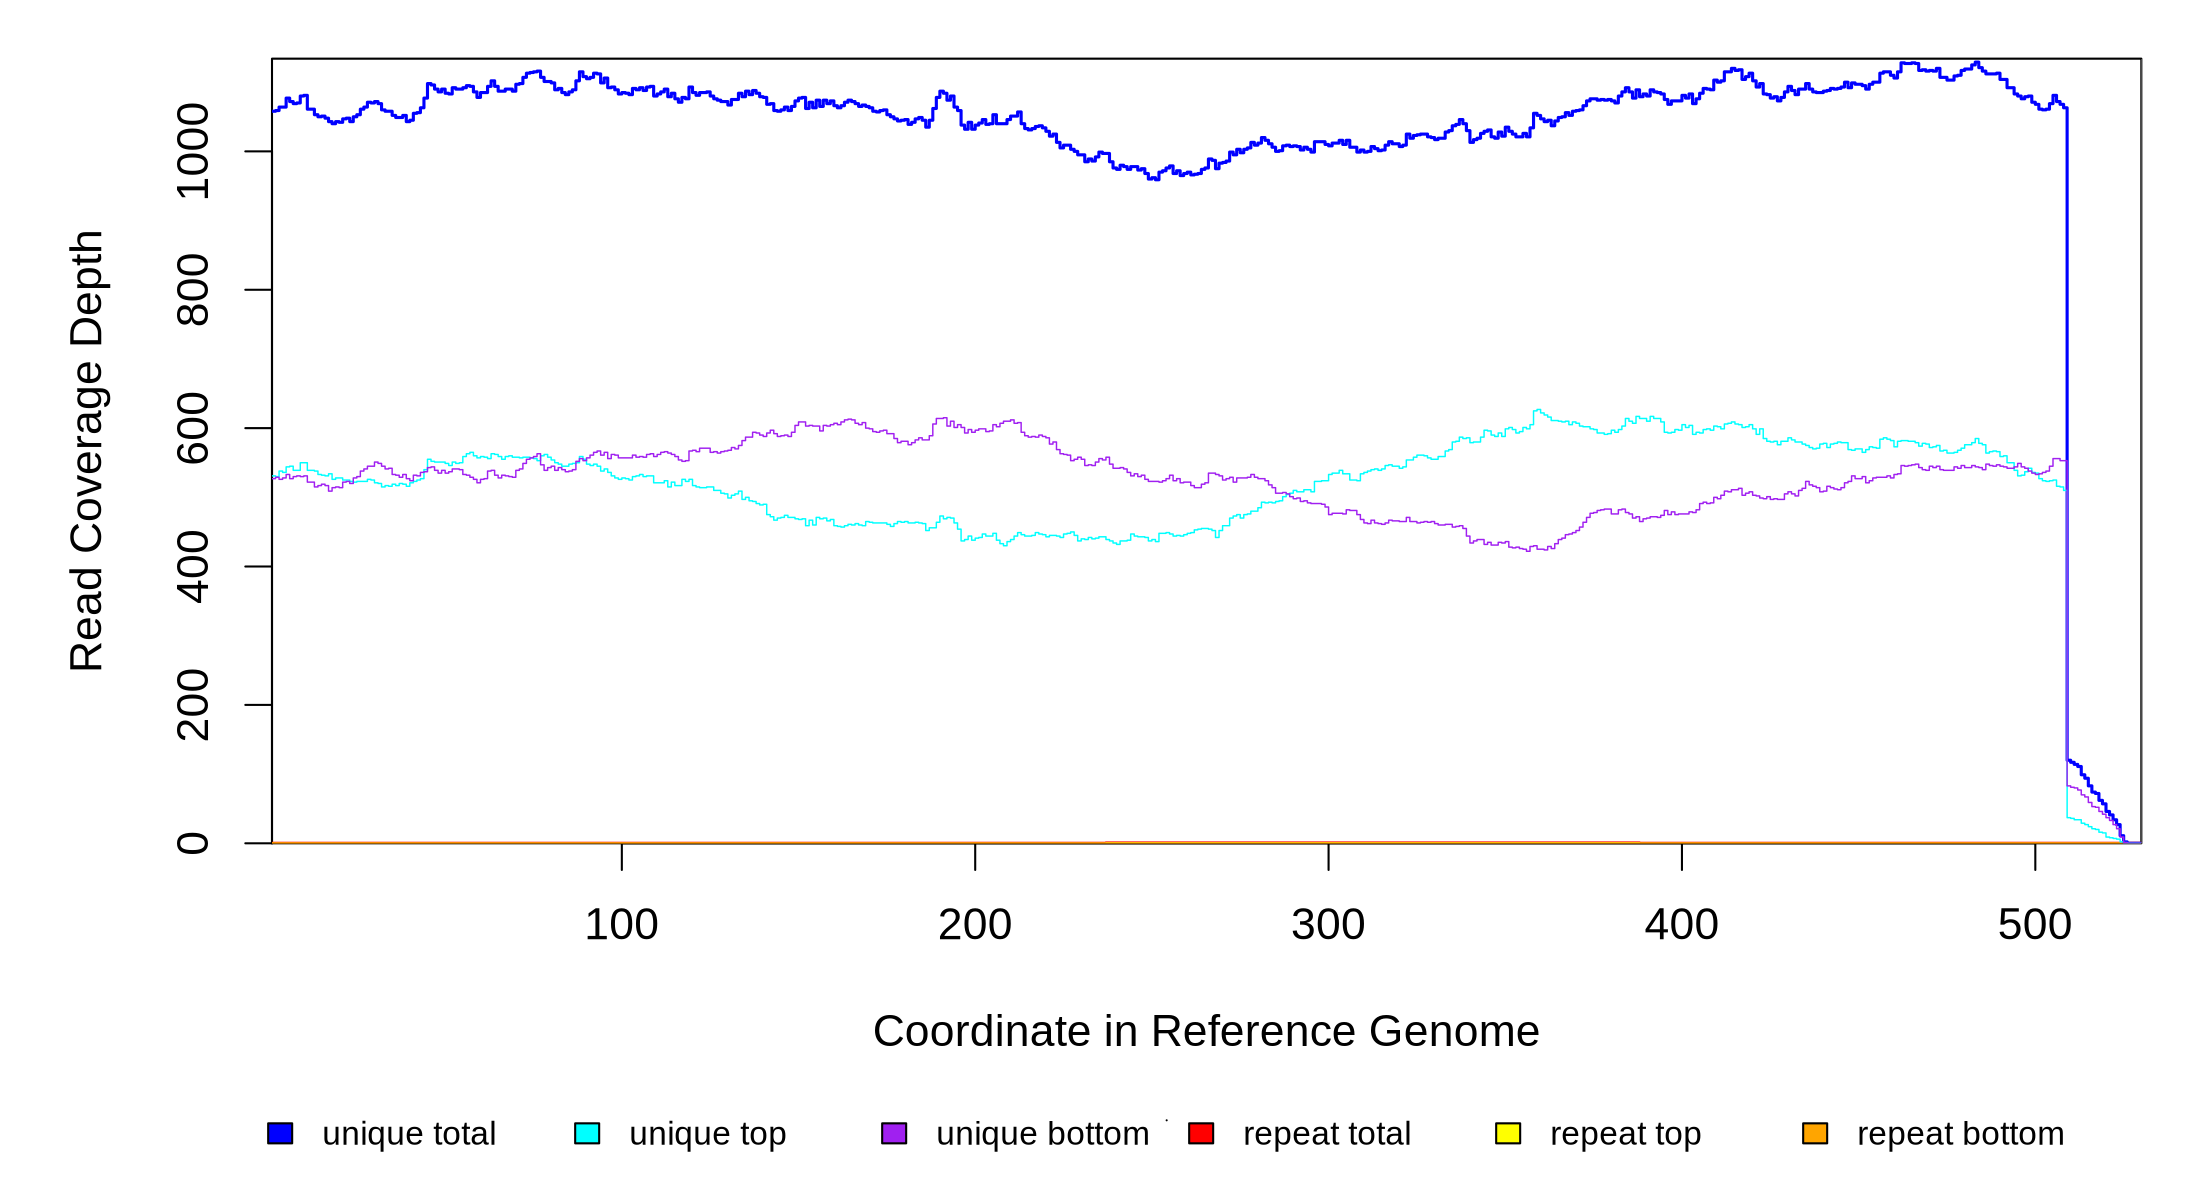 Read Coverage Depth
1000
800
600
400
200
0
100 200 300 400 500
Coordinate in Reference Genome
unique total unique top unique bottom repeat total repeat top repeat bottom